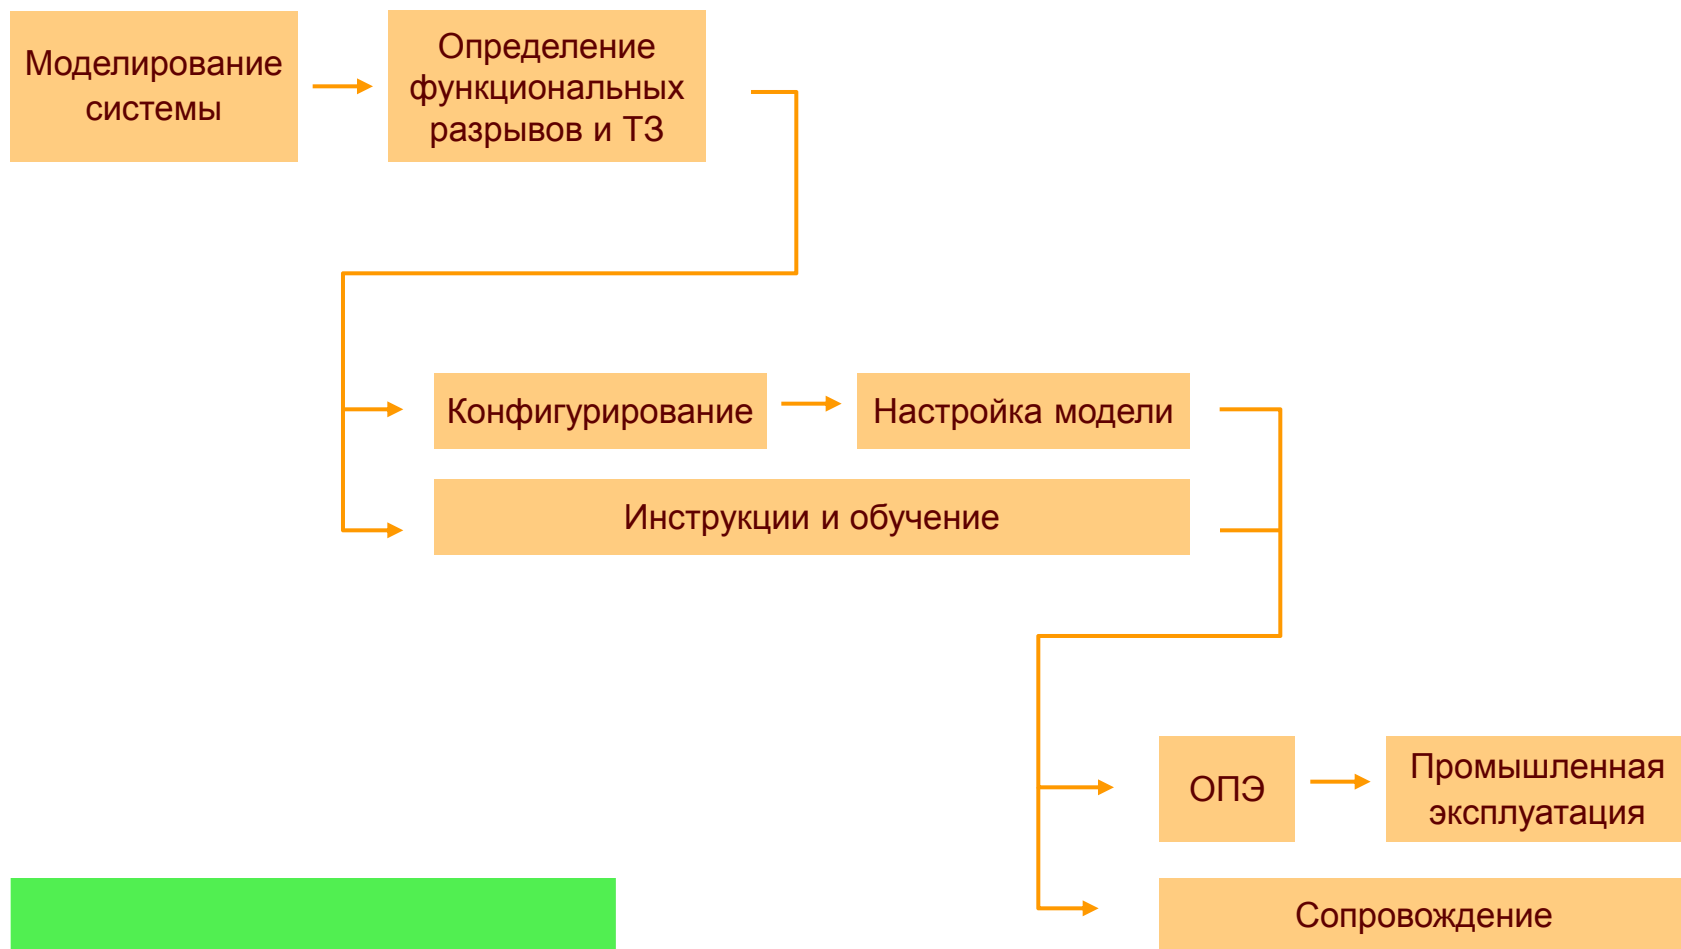 Моделирование
системы
Определение
функциональных
разрывов и ТЗ
Конфигурирование
Настройка модели
Инструкции и обучение
ОПЭ
Промышленная
эксплуатация
Сопровождение